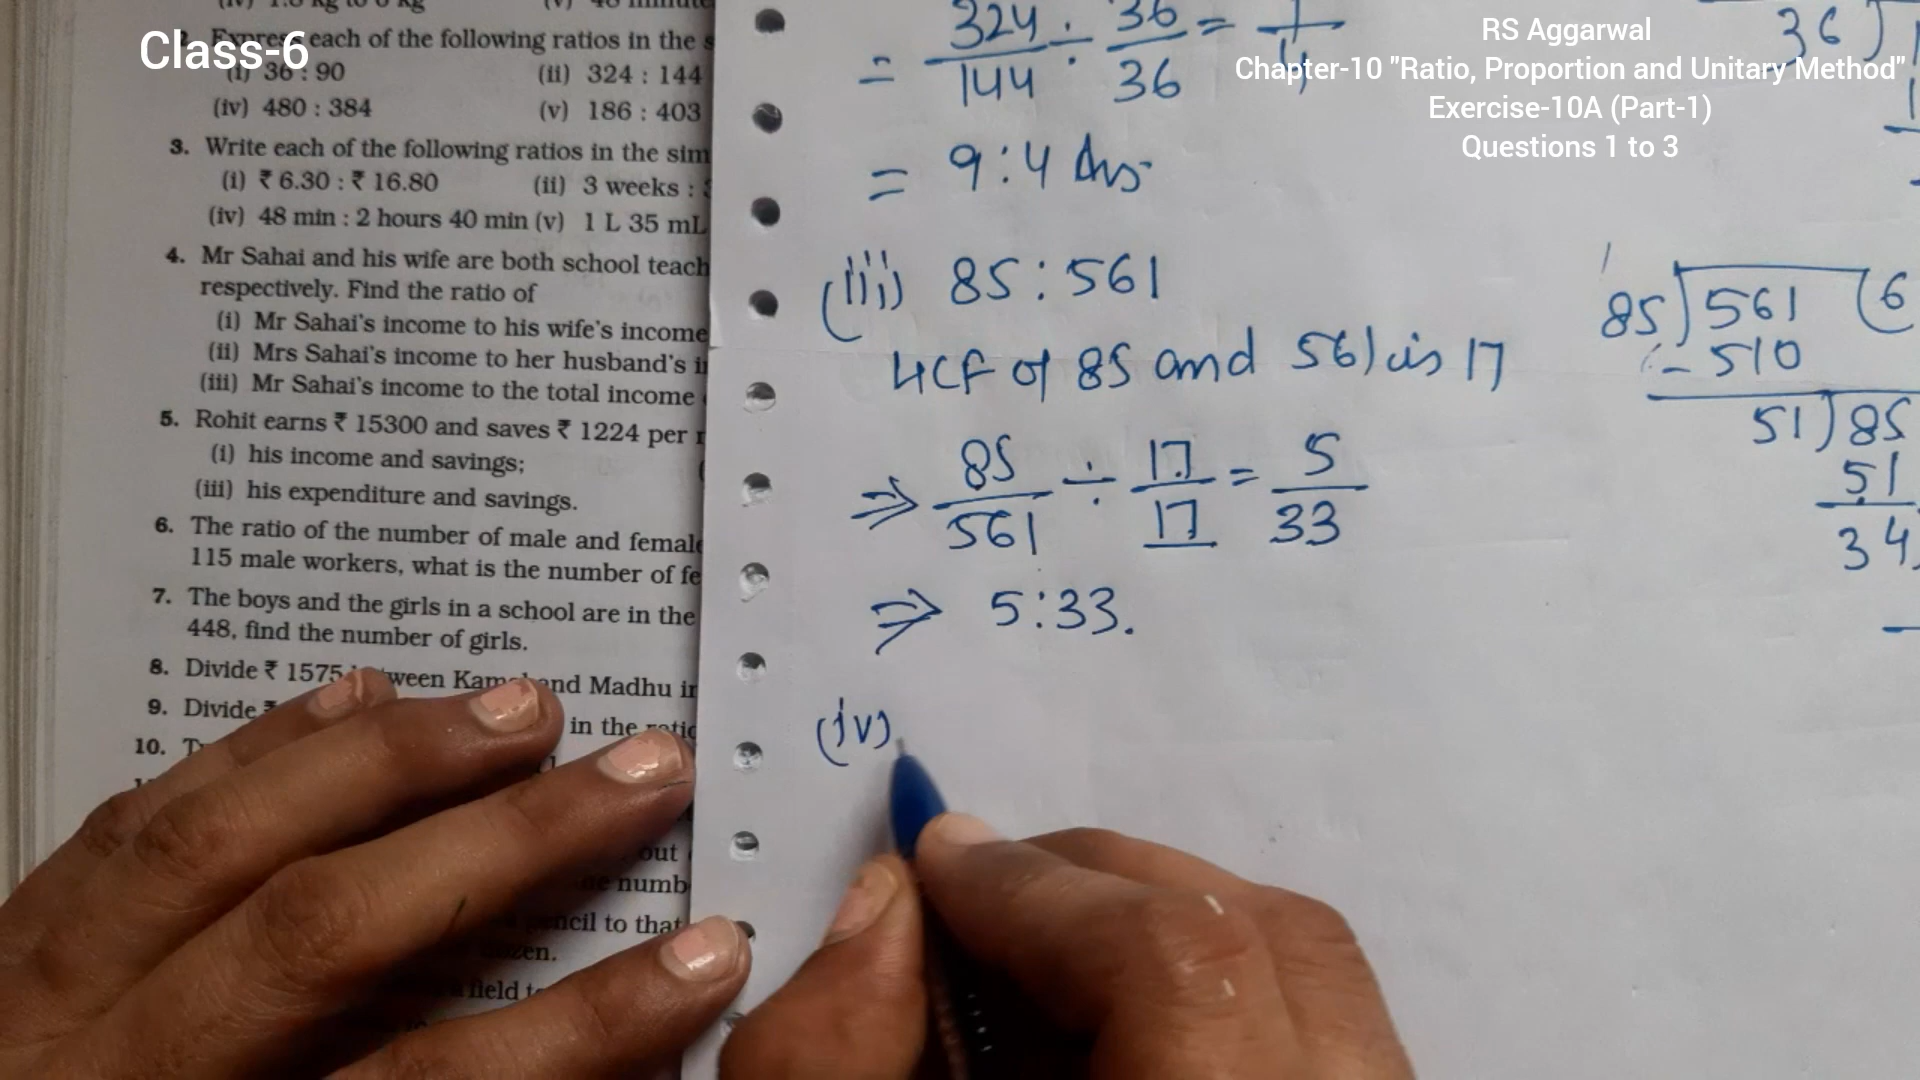 Class-6
RS Aggarwal
Chapter-10 "Ratio, Proportion and Unitary Method"
Exercise-10A (Part-1)
Questions 1 to 3
each of the following ratios in the
(i) 36 : 90 (ii) 324 : 144
(iv) 480 : 384 (v) 186 : 403
3. Write each of the following ratios in the sim
(i) ₹ 6.30 : ₹ 16.80 (ii) 3 weeks :
(iv) 48 min : 2 hours 40 min (v) 1 L 35 mL
4. Mr Sahai and his wife are both school teach
respectively. Find the ratio of
(i) Mr Sahai's income to his wife's income
(ii) Mrs Sahai's income to her husband's i
(iii) Mr Sahai's income to the total income
5. Rohit earns ₹ 15300 and saves ₹ 1224 per
(i) his income and savings;
(iii) his expenditure and savings.
6. The ratio of the number of male and female
115 male workers, what is the number of fe
7. The boys and the girls in a school are in the
448, find the number of girls.
8. Divide ₹ 1575 ween and Madhu in
9. Divide in the
10.
out
numb
to that
field
= 324/144 ÷ 36/36 =
= 9:4 Ans
(iii) 85:561
HCF of 85 and 561 is 17
⇒ 85/561 ÷ 17/17 = 5/33
⇒ 5:33.
(iv)
36)
85)561(6
- 510
51)85
51
34